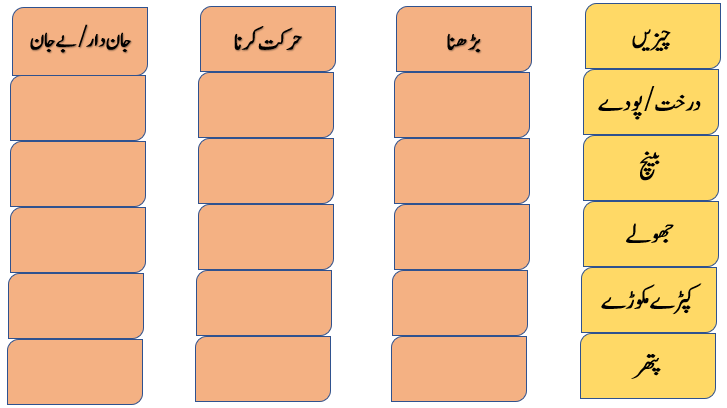 چیزیں
بڑھنا
حرکت کرنا
جان دار/بے جان
درخت/پودے
بینچ
جھولے
کپڑے مکوڑے
پتھر